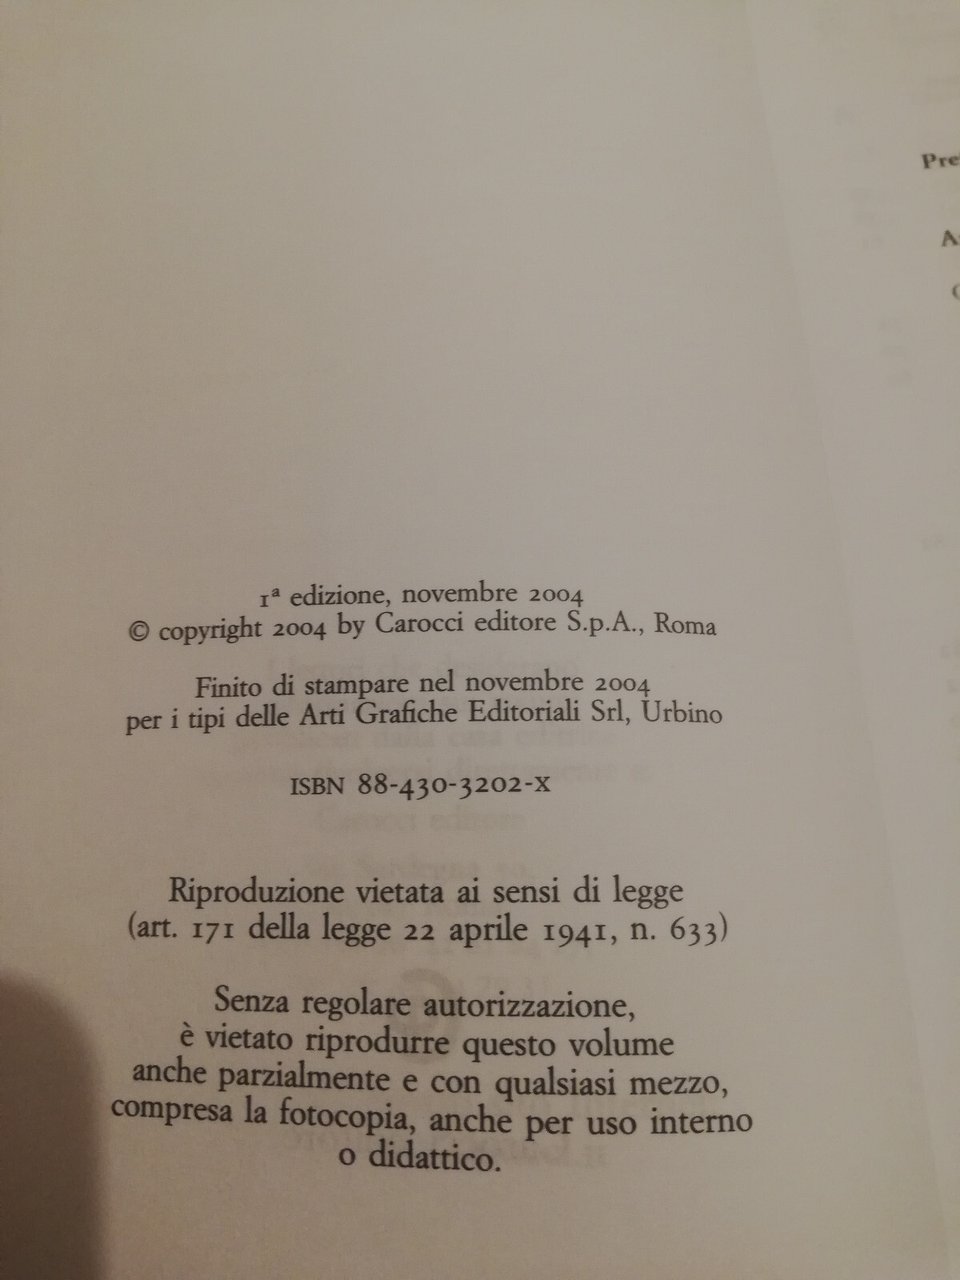 1ª edizione, novembre 2004
© copyright 2004 by Carocci editore S.p.A., Roma
Finito di stampare nel novembre 2004
per i tipi delle Arti Grafiche Editoriali Srl, Urbino
ISBN 88-430-3202-X
Riproduzione vietata ai sensi di legge
(art. 171 della legge 22 aprile 1941, n. 633)
Senza regolare autorizzazione,
è vietato riprodurre questo volume
anche parzialmente e con qualsiasi mezzo,
compresa la fotocopia, anche per uso interno
o didattico.